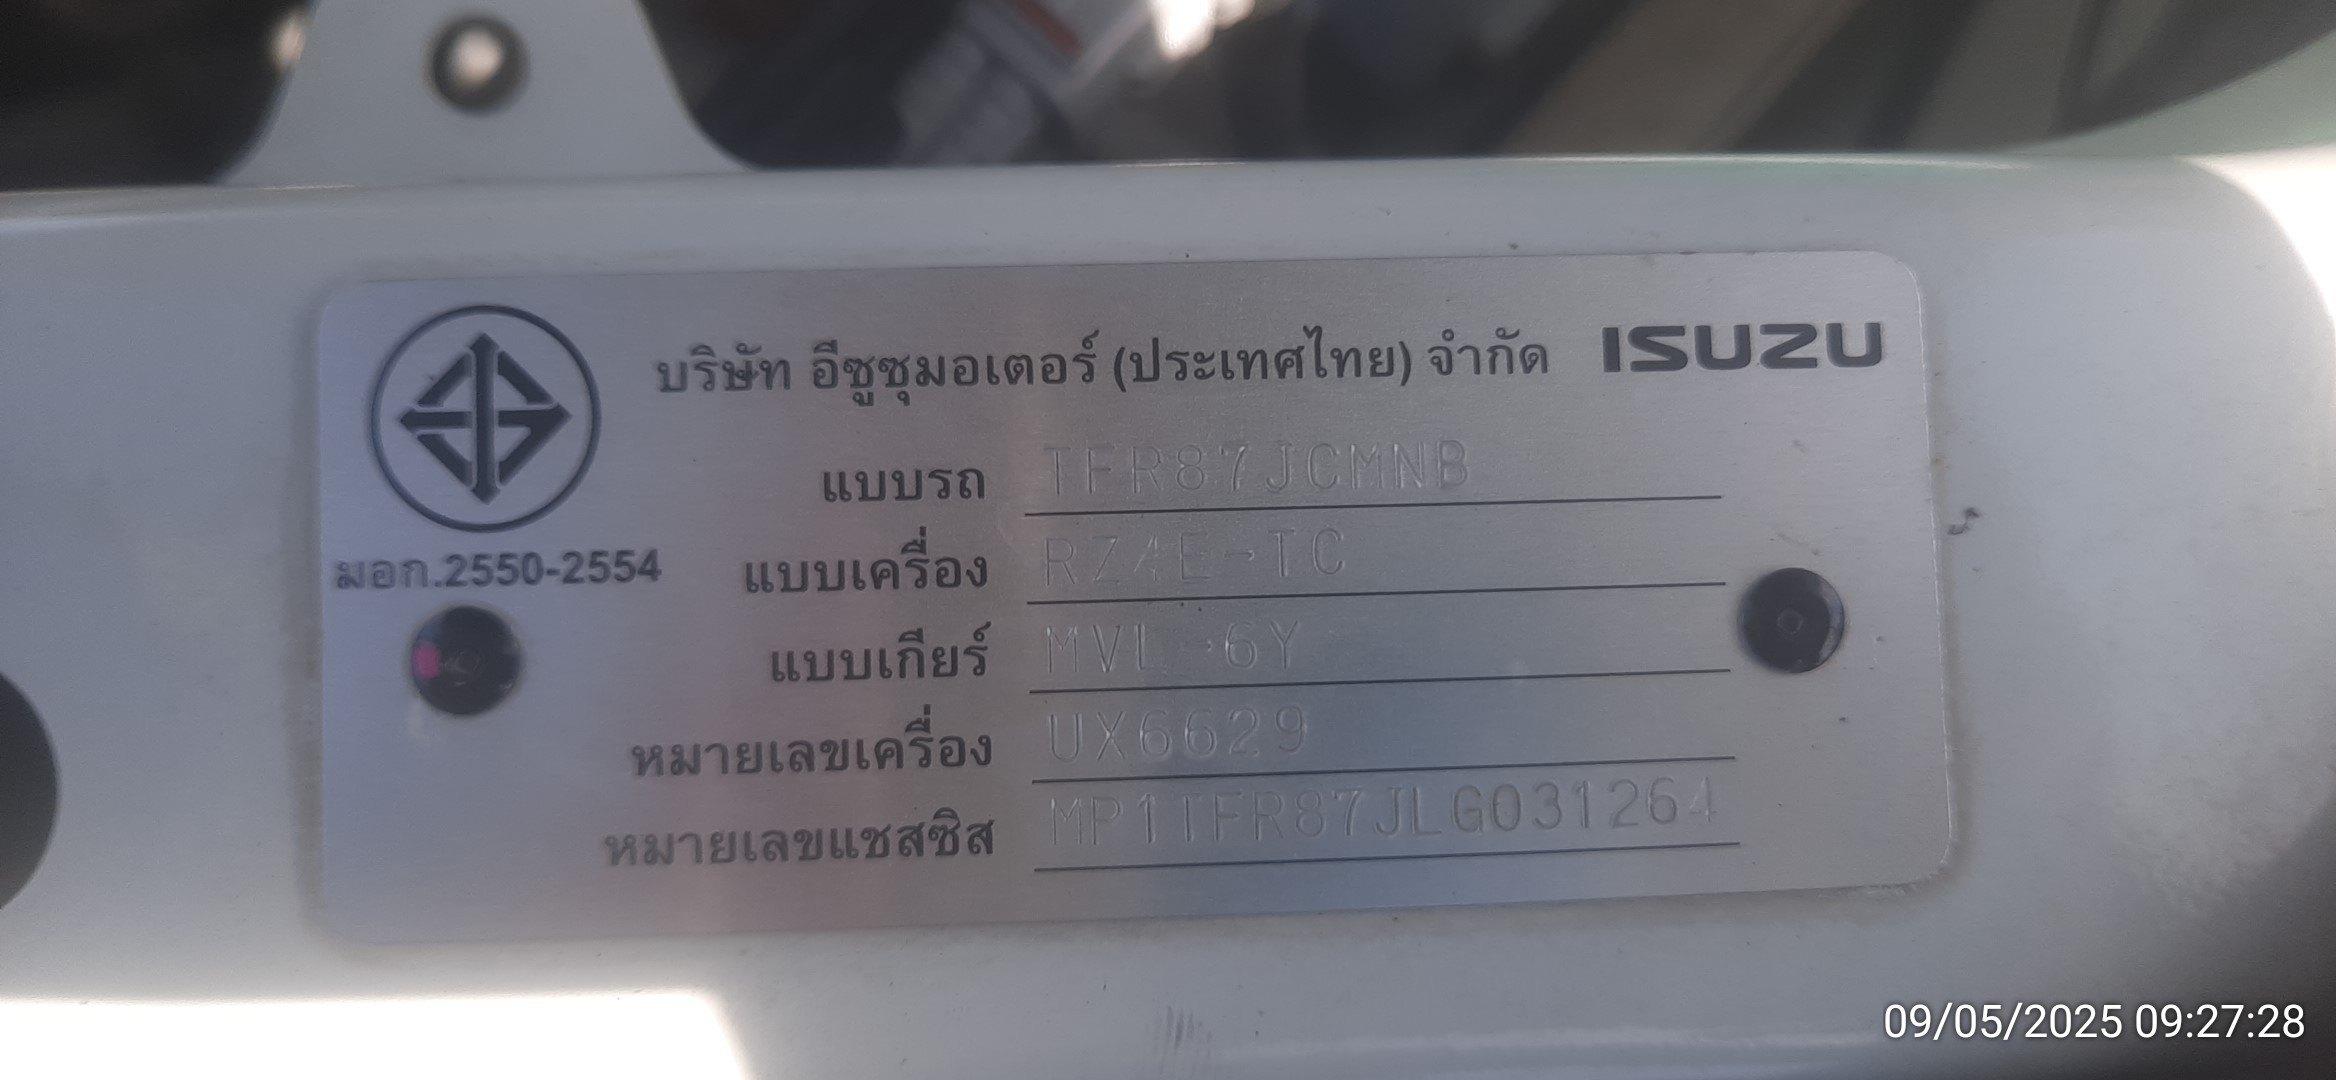 บริษัท อีซูซุมอเตอร์ (ประเทศไทย) จำกัด ISUZU
แบบรถ TFR87JCMNB
มอก.2550-2554
แบบเครื่อง RZ4E-TC
แบบเกียร์ MVL-6Y
หมายเลขเครื่อง UX6629
หมายเลขแชสซิส MP1TFR87JLG031264
09/05/2025 09:27:28